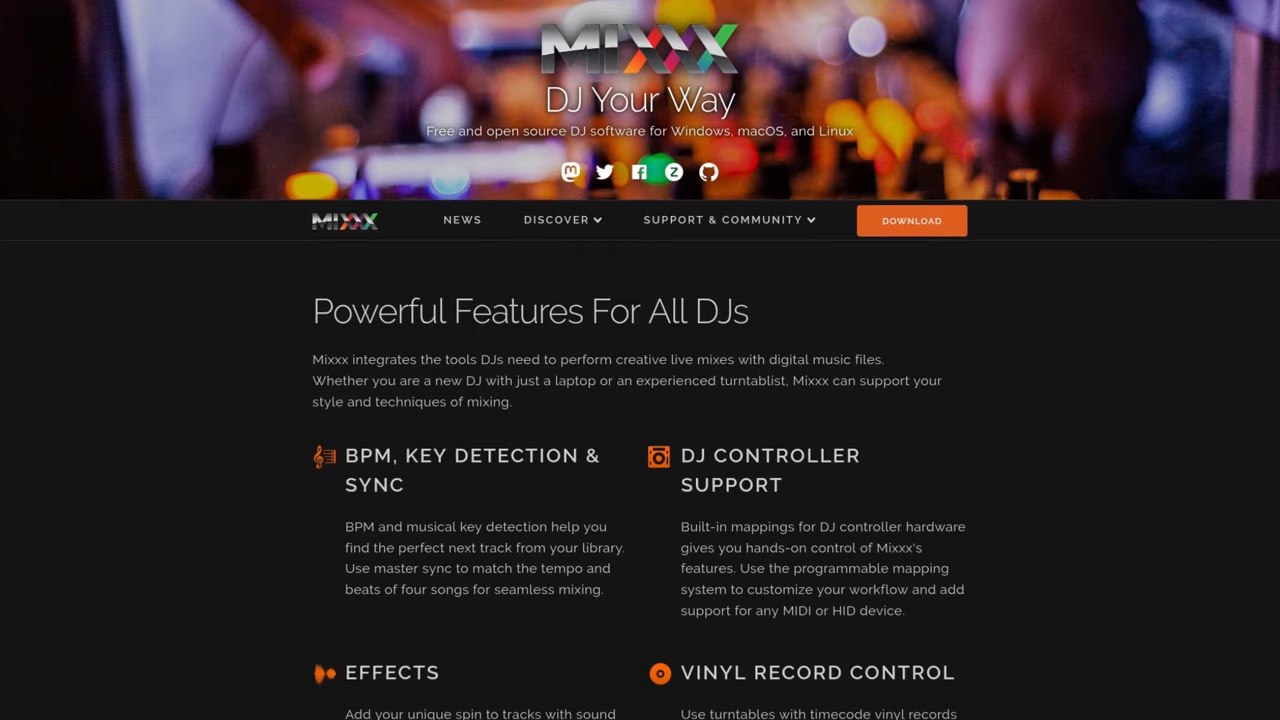 MIXXX
DJ Your Way
Free and open source DJ software for Windows, macOS, and Linux
MIXXX
NEWS
DISCOVER
SUPPORT & COMMUNITY
DOWNLOAD
Powerful Features For All DJs
Mixxx integrates the tools DJs need to perform creative live mixes with digital music files.
Whether you are a new DJ with just a laptop or an experienced turntablist, Mixxx can support your
style and techniques of mixing.
BPM, KEY DETECTION &
SYNC
BPM and musical key detection help you
find the perfect next track from your library.
Use master sync to match the tempo and
beats of four songs for seamless mixing.
DJ CONTROLLER
SUPPORT
Built-in mappings for DJ controller hardware
gives you hands-on control of Mixxx's
features. Use the programmable mapping
system to customize your workflow and add
support for any MIDI or HID device.
EFFECTS
Add your unique spin to tracks with sound
VINYL RECORD CONTROL
Use turntables with timecode vinyl records